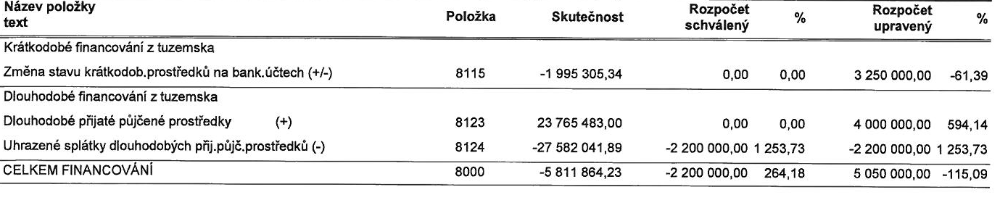 Název položky text Položka Skutečnost Rozpočet schválený % Rozpočet upravený %
Krátkodobé financování z tuzemska
Změna stavu krátkodob.prostředků na bank.účtech (+/-) 8115 -1 995 305,34 0,00 0,00 3 250 000,00 -61,39
Dlouhodobé financování z tuzemska
Dlouhodobé přijaté půjčené prostředky (+) 8123 23 765 483,00 0,00 0,00 4 000 000,00 594,14
Uhrazené splátky dlouhodobých přij.půjč.prostředků (-) 8124 -27 582 041,89 -2 200 000,00 1 253,73 -2 200 000,00 1 253,73
CELKEM FINANCOVÁNÍ 8000 -5 811 864,23 -2 200 000,00 264,18 5 050 000,00 -115,09